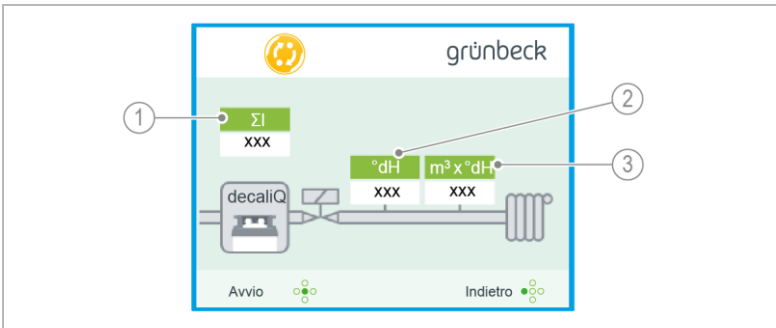 grünbeck
1
2
ΣI
xxx
°dH
m³ x °dH
3
xxx
xxx
decaliQ
Avvio
Indietro